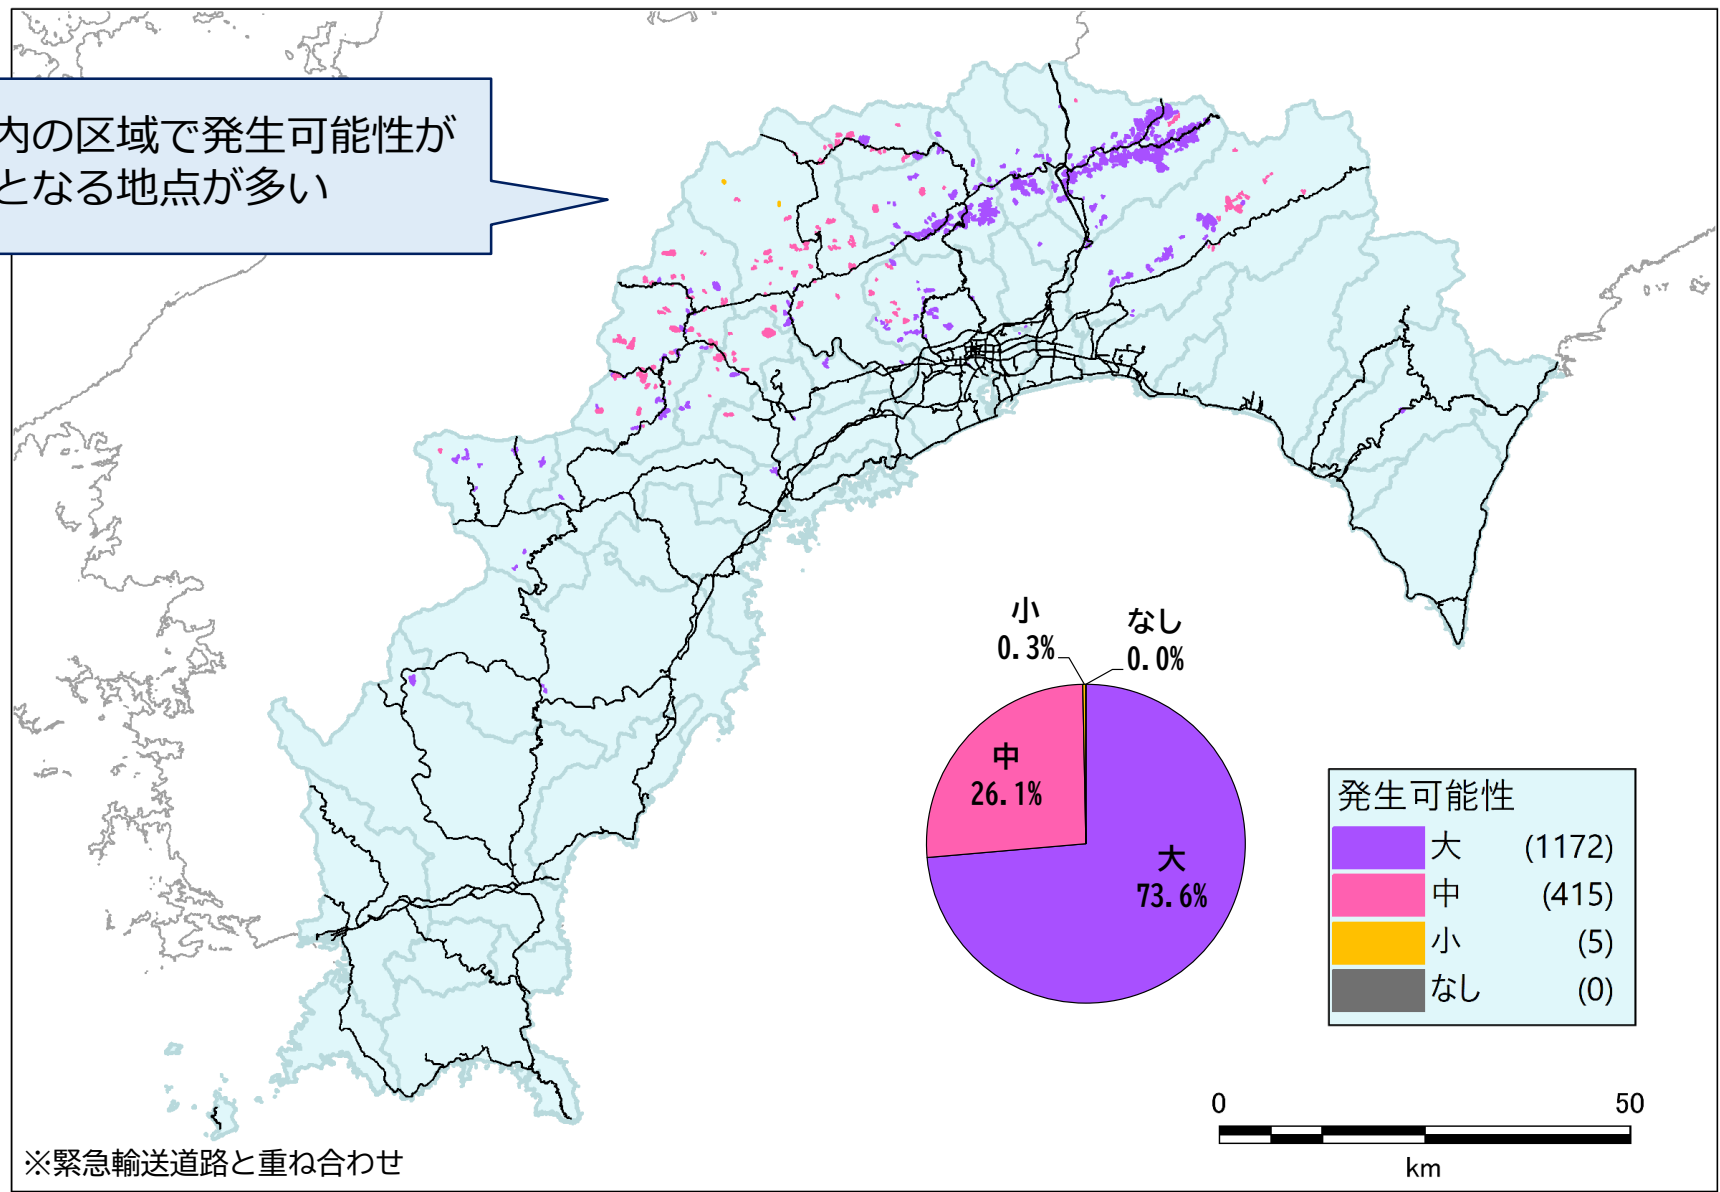 内の区域で発生可能性が
となる地点が多い
小
0.3%
なし
0.0%
中
26.1%
大
73.6%
発生可能性
大 (1172)
中 (415)
小 (5)
なし (0)
0 50
km
※緊急輸送道路と重ね合わせ